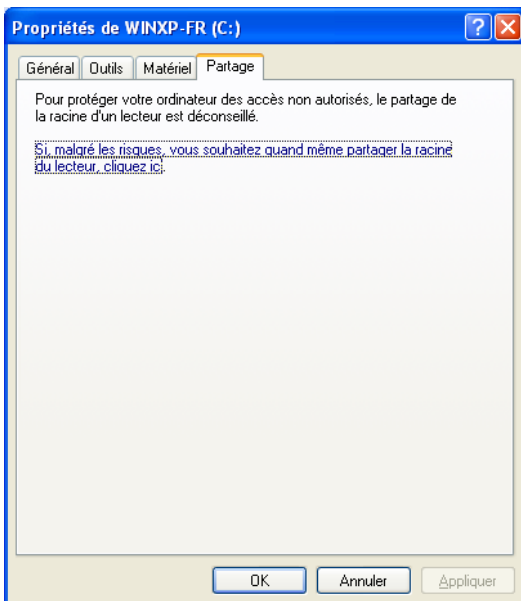 Propriétés de WINXP-FR (C:)
Général Outils Matériel Partage
Pour protéger votre ordinateur des accès non autorisés, le partage de
la racine d'un lecteur est déconseillé.
Si, malgré les risques, vous souhaitez quand même partager la racine
du lecteur, cliquez ici.
OK Annuler Appliquer